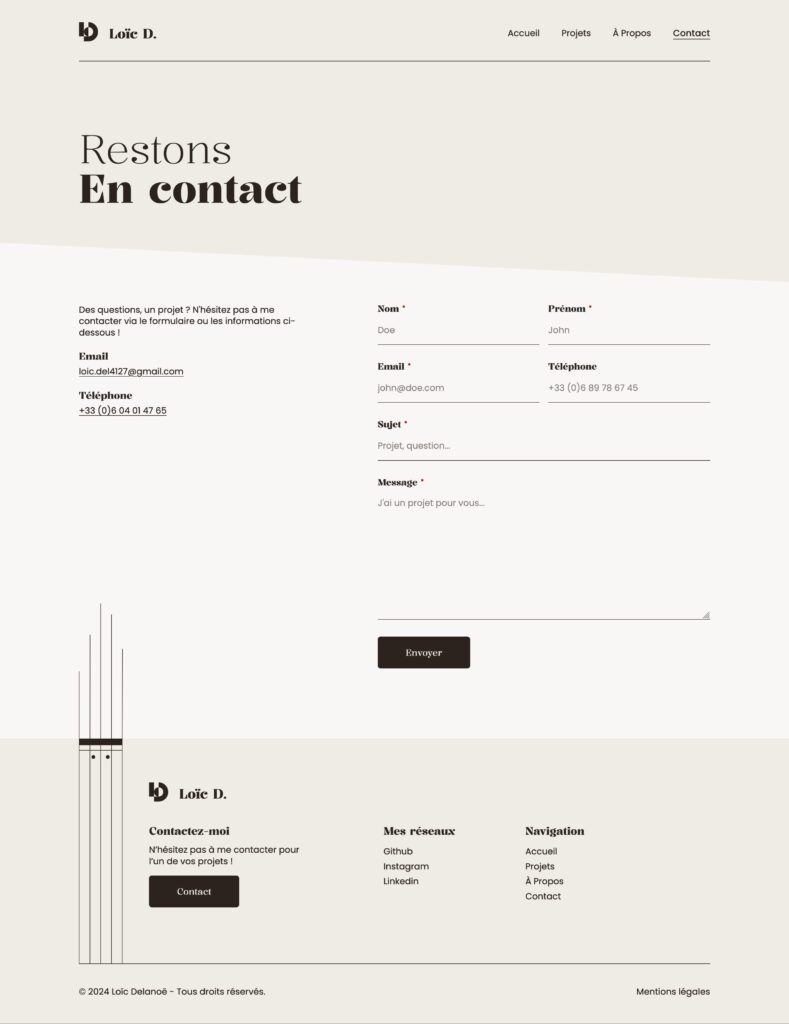 Loïc D.
Accueil Projets À Propos Contact
Restons
En contact
Des questions, un projet ? N'hésitez pas à me
contacter via le formulaire ou les informations ci-
dessous !
Email
loic.del4127@gmail.com
Téléphone
+33 (0)6 04 01 47 65
Nom * Prénom *
Doe John
Email * Téléphone
john@doe.com +33 (0)6 89 78 67 45
Sujet *
Projet, question...
Message *
J'ai un projet pour vous...
Envoyer
Loïc D.
Contactez-moi
N'hésitez pas à me contacter pour
l'un de vos projets !
Contact
Mes réseaux
Github
Instagram
Linkedin
Navigation
Accueil
Projets
À Propos
Contact
© 2024 Loïc Delanoë - Tous droits réservés.
Mentions légales